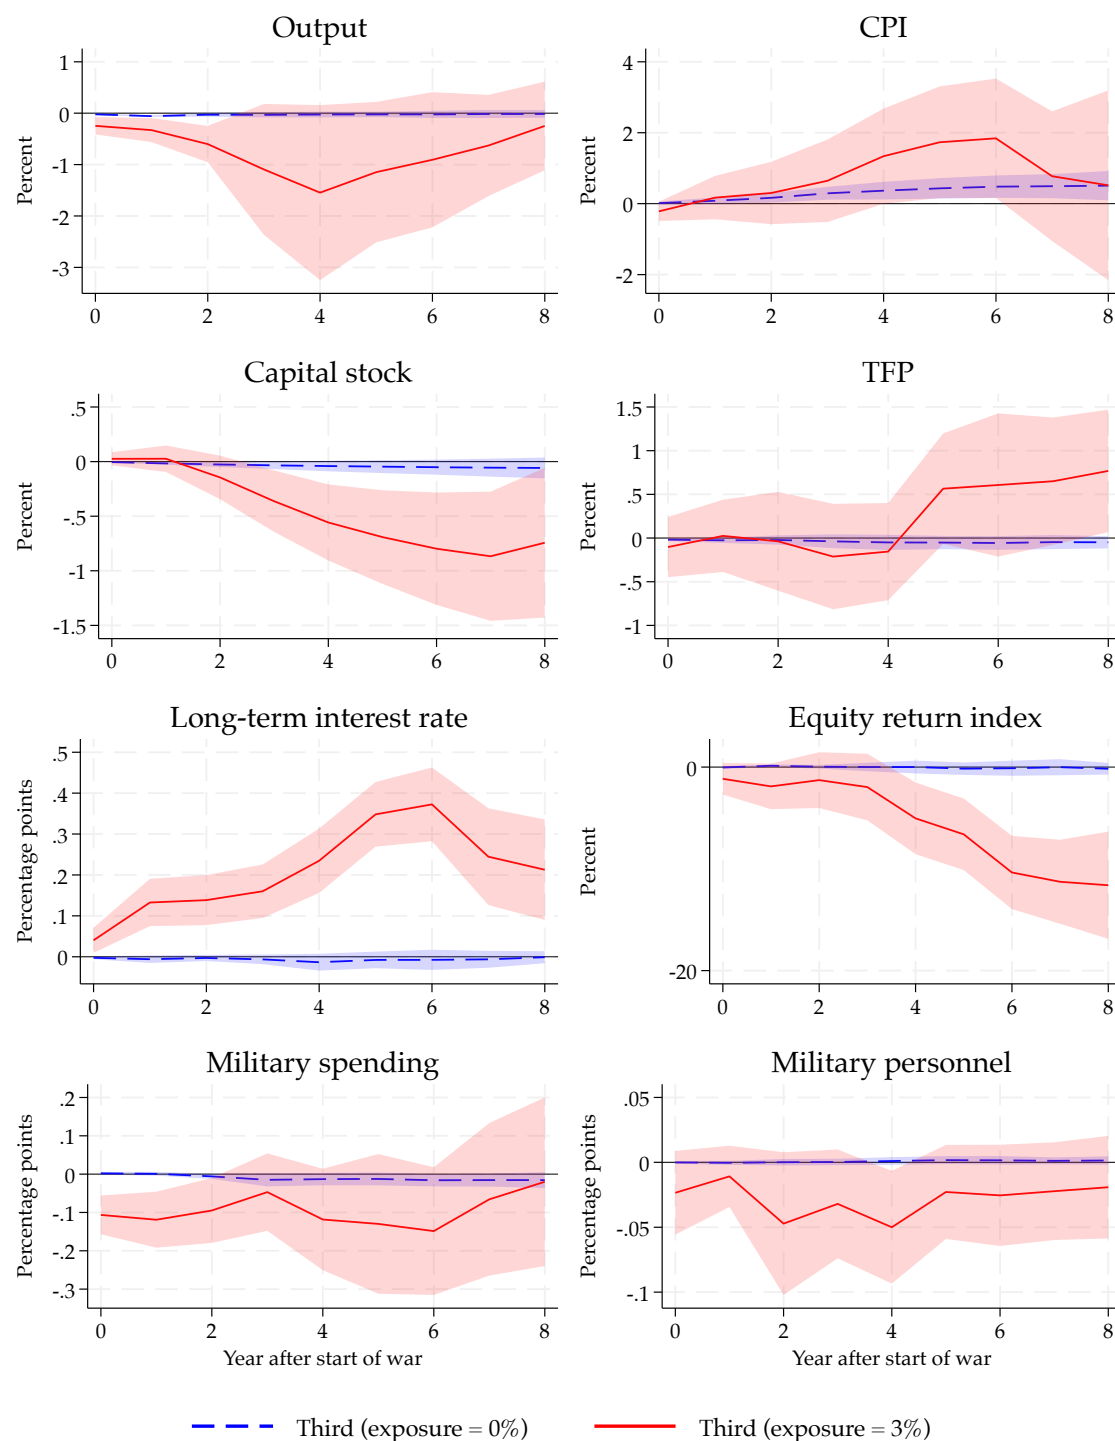 Output
Percent
1
0
-1
-2
-3
0 2 4 6 8
CPI
Percent
4
2
0
-2
0 2 4 6 8
Capital stock
Percent
.5
0
-.5
-1
-1.5
0 2 4 6 8
TFP
Percent
1.5
1
.5
0
-.5
-1
0 2 4 6 8
Long-term interest rate
Percentage points
.5
.4
.3
.2
.1
0
0 2 4 6 8
Equity return index
Percent
0
-20
0 2 4 6 8
Military spending
Percentage points
.2
.1
0
-.1
-.2
-.3
0 2 4 6 8
Year after start of war
Military personnel
Percentage points
.05
0
-.05
-.1
0 2 4 6 8
Year after start of war
Third (exposure = 0%)
Third (exposure = 3%)